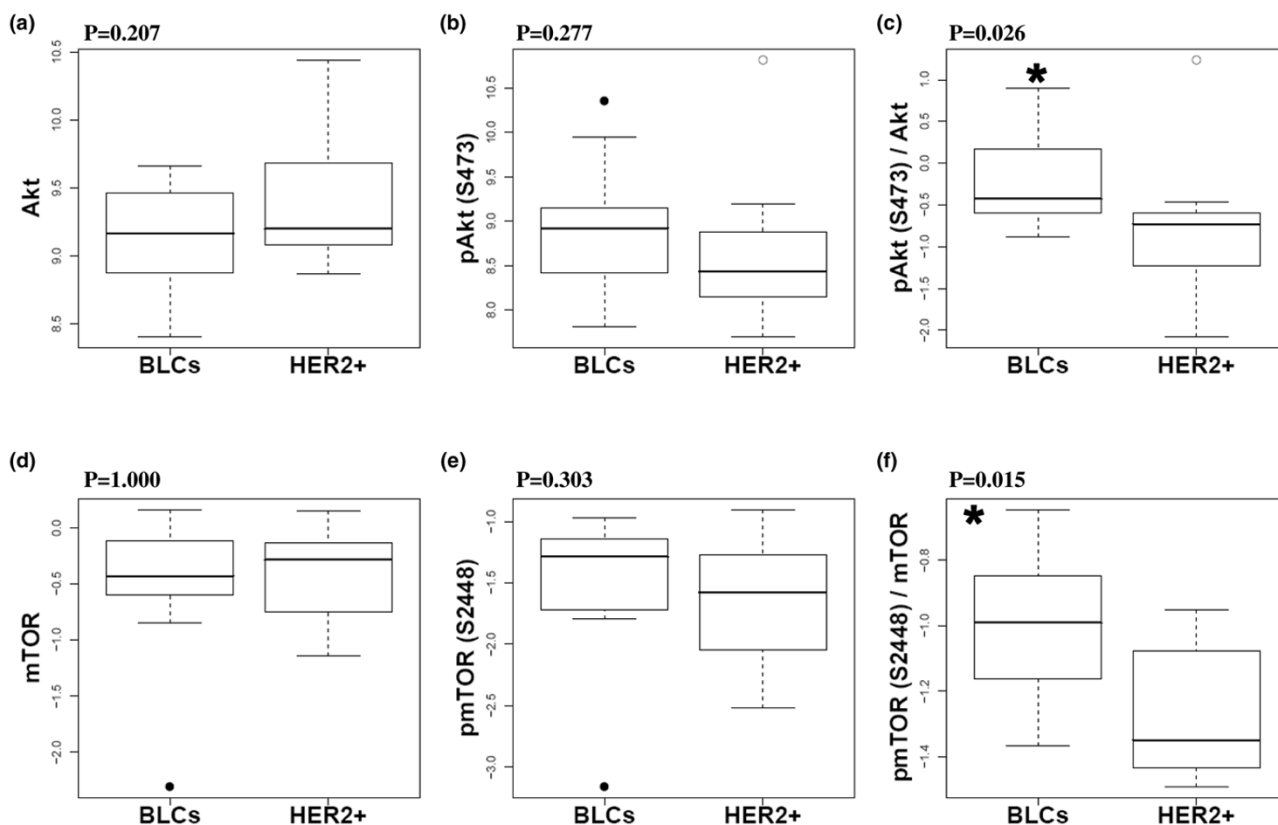 (a) P=0.207
Akt
10.5
10.0
9.5
9.0
8.5
BLCs HER2+
(b) P=0.277
pAkt (S473)
10.5
10.0
9.5
9.0
8.5
8.0
BLCs HER2+
(c) P=0.026
pAkt (S473) / Akt
1.0
0.5
0.0
-0.5
-1.0
-1.5
-2.0
*
BLCs HER2+
(d) P=1.000
mTOR
0.0
-0.5
-1.0
-1.5
-2.0
BLCs HER2+
(e) P=0.303
pmTOR (S2448)
-1.0
-1.5
-2.0
-2.5
-3.0
BLCs HER2+
(f) P=0.015
pmTOR (S2448) / mTOR
-0.8
-1.0
-1.2
-1.4
*
BLCs HER2+